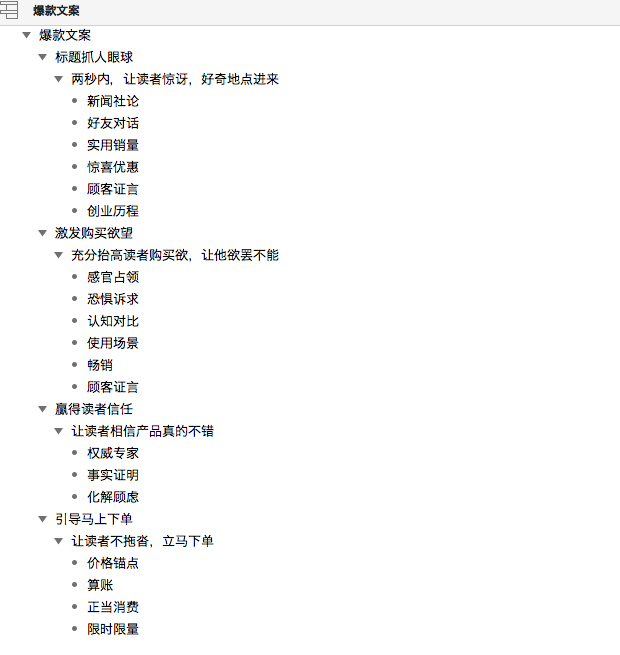 爆款文案
爆款文案
标题抓人眼球
两秒内，让读者惊讶，好奇地点进来
新闻社论
好友对话
实用销量
惊喜优惠
顾客证言
创业历程
激发购买欲望
充分抬高读者购买欲，让他欲罢不能
感官占领
恐惧诉求
认知对比
使用场景
畅销
顾客证言
赢得读者信任
让读者相信产品真的不错
权威专家
事实证明
化解顾虑
引导马上下单
让读者不拖沓，立马下单
价格锚点
算账
正当消费
限时限量